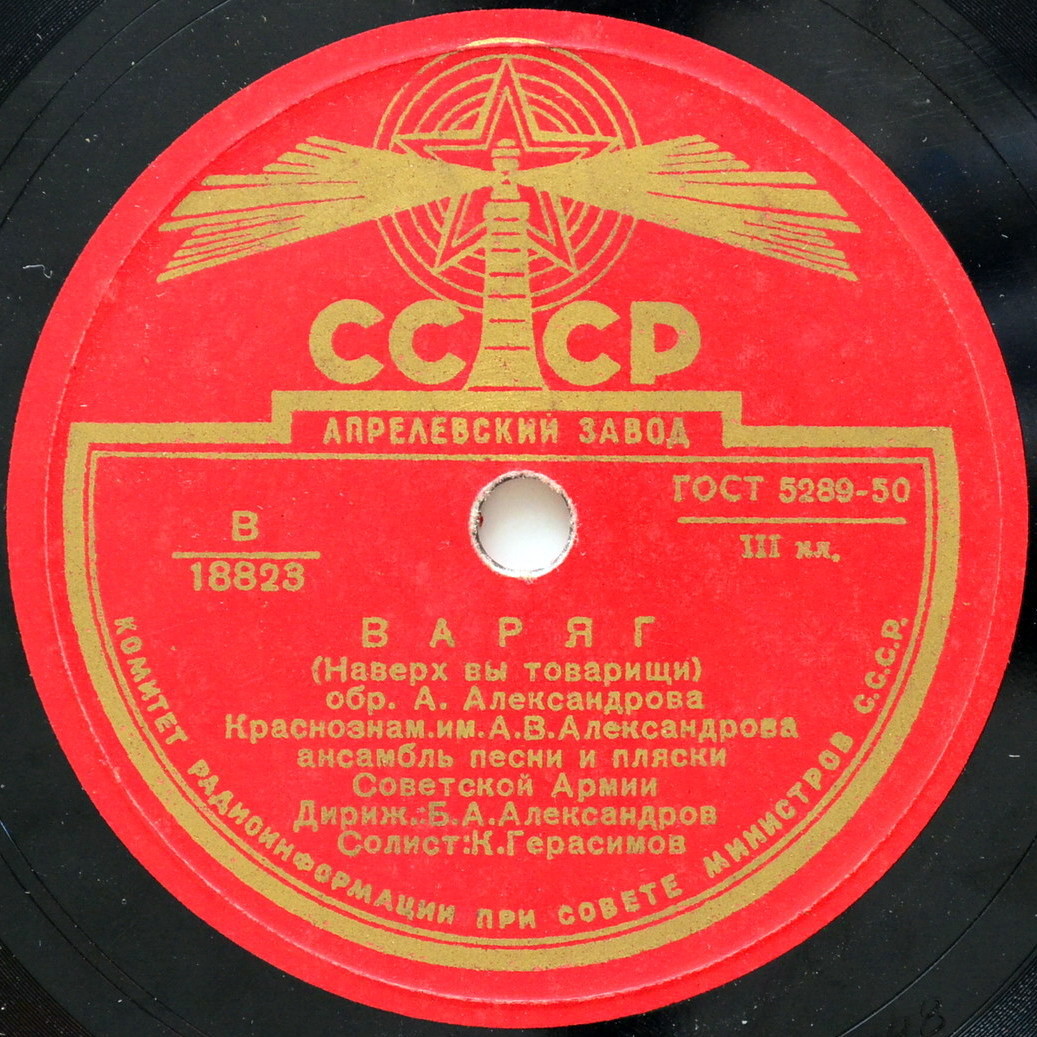 СССР
АПРЕЛЕВСКИЙ ЗАВОД
ГОСТ 5289-50
III кл.
В
18823
ВАРЯГ
(Наверх вы товарищи)
обр. А. Александрова
Краснознам.им.А.В.Александрова
ансамбль песни и пляски
Советской Армии
Дириж.:Б.А.Александров
Солист:К.Герасимов
КОМИТЕТ РАДИОИНФОРМАЦИИ ПРИ СОВЕТЕ МИНИСТРОВ С.С.С.Р.